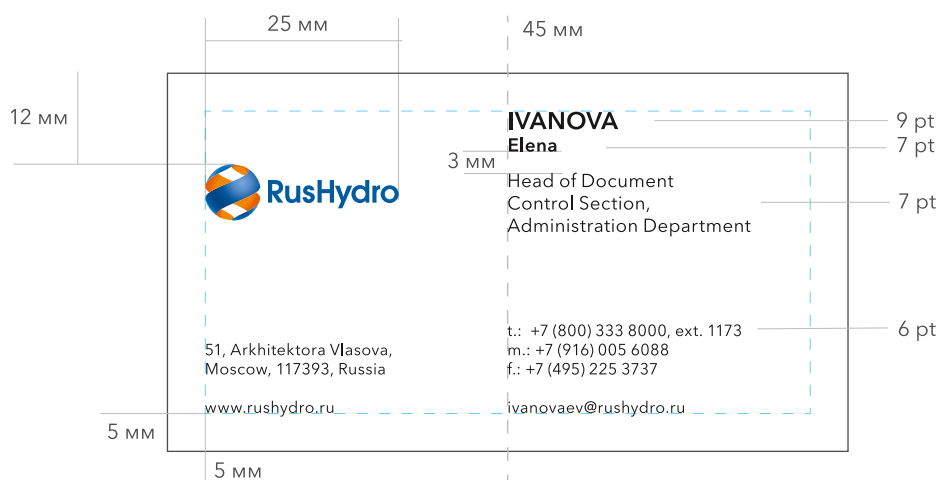 25 мм
45 мм
12 мм
IVANOVA
9 pt
Elena
7 pt
3 мм
RusHydro
Head of Document
Control Section,
Administration Department
7 pt
t.: +7 (800) 333 8000, ext. 1173
m.: +7 (916) 005 6088
f.: +7 (495) 225 3737
6 pt
51, Arkhitektora Vlasova,
Moscow, 117393, Russia
www.rushydro.ru
ivanovaev@rushydro.ru
5 мм
5 мм